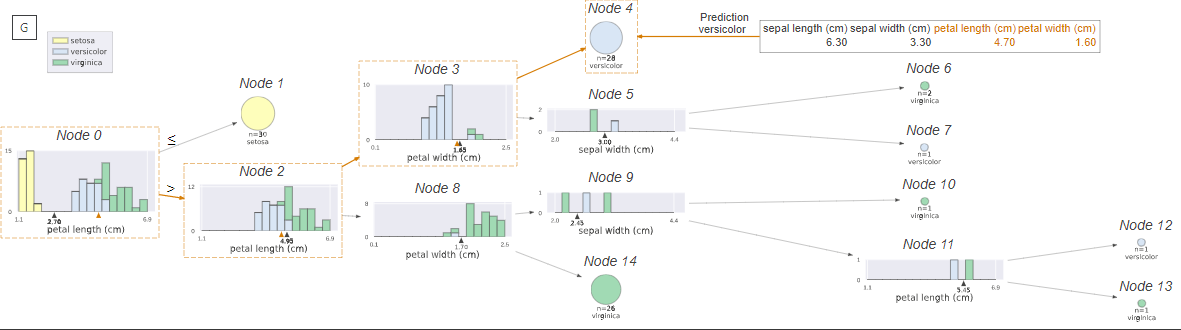 G
setosa
versicolor
virginica
Node 0
15
0
1.1
2.70
6.9
petal length (cm)
≤
>
Node 1
n=30
setosa
Node 2
12
0
1.1
4.95
6.9
petal length (cm)
Node 3
10
0
0.1
1.65
2.5
petal width (cm)
Node 4
n=28
versicolor
Prediction
versicolor
sepal length (cm) sepal width (cm) petal length (cm) petal width (cm)
6.30 3.30 4.70 1.60
Node 5
2
0
2.0
3.00
4.4
sepal width (cm)
Node 6
n=2
virginica
Node 7
n=1
versicolor
Node 8
8
0
0.1
1.70
2.5
petal width (cm)
Node 9
1
0
2.0
2.45
4.4
sepal width (cm)
Node 10
n=1
virginica
Node 11
1
0
1.1
5.45
6.9
petal length (cm)
Node 12
n=1
versicolor
Node 13
n=1
virginica
Node 14
n=26
virginica